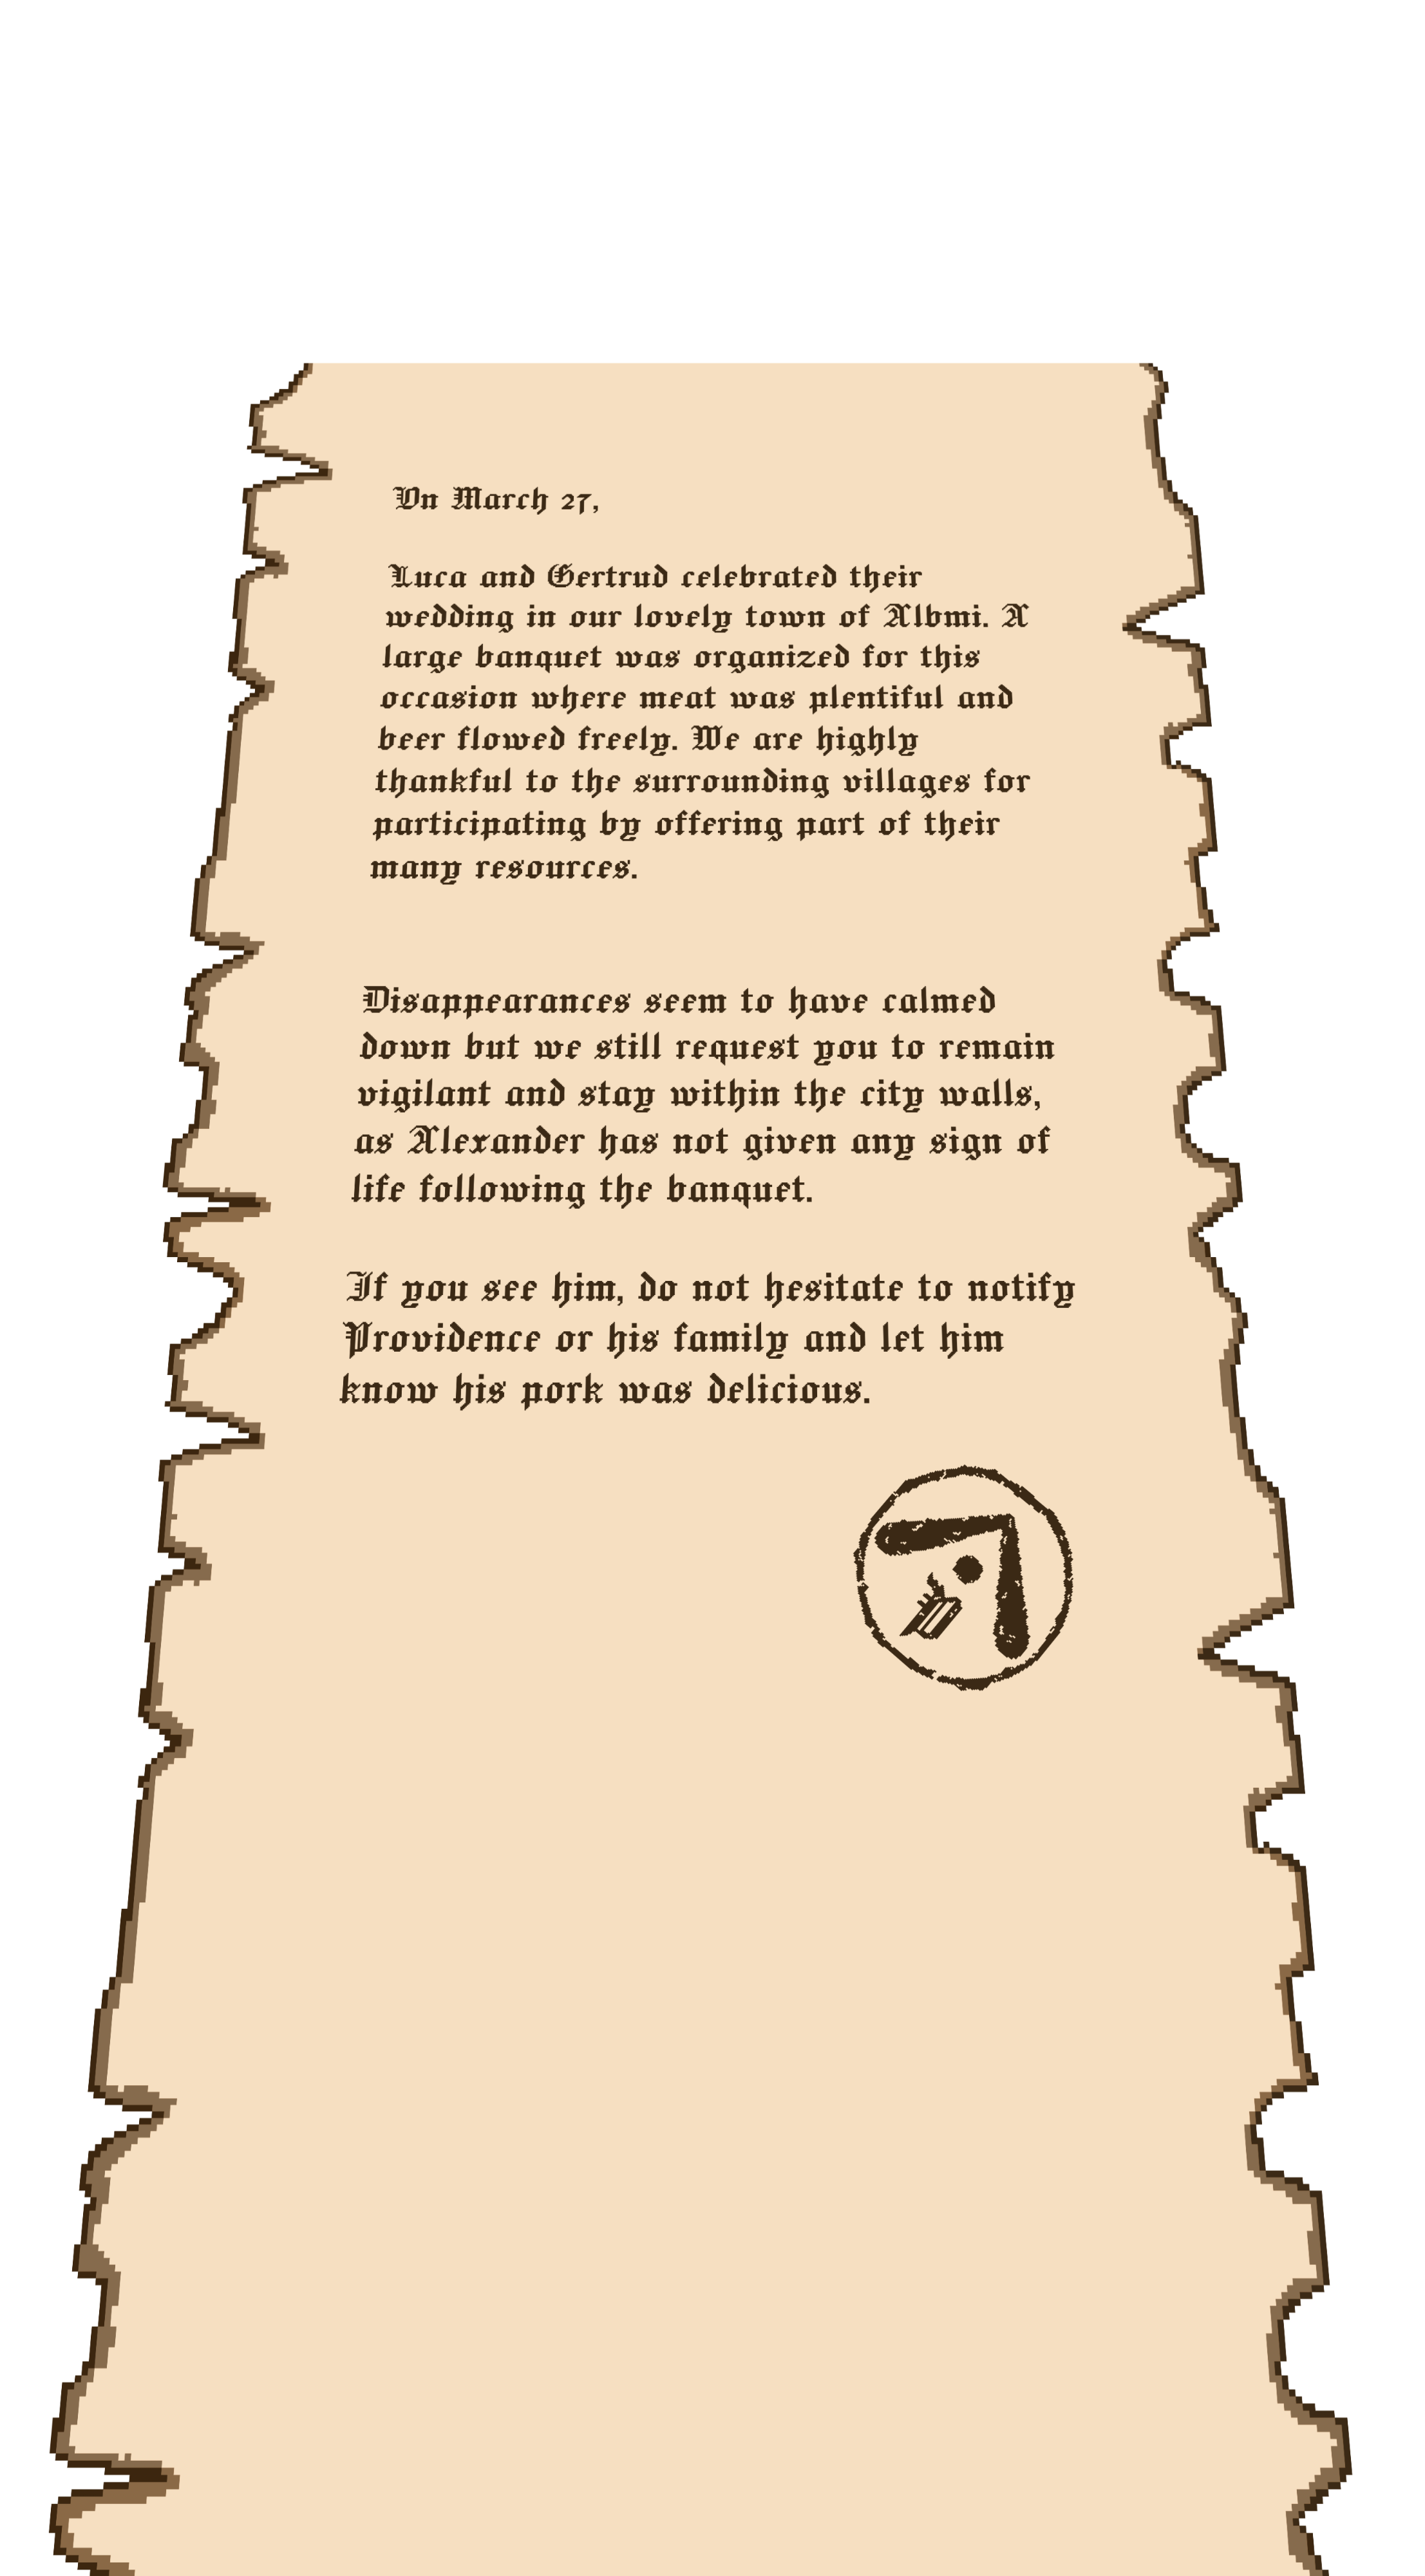 On March 27,
Luca and Gertrud celebrated their
wedding in our lovely town of Albmi. A
large banquet was organized for this
occasion where meat was plentiful and
beer flowed freely. We are highly
thankful to the surrounding villages for
participating by offering part of their
many resources.
Disappearances seem to have calmed
down but we still request you to remain
vigilant and stay within the city walls,
as Alexander has not given any sign of
life following the banquet.
If you see him, do not hesitate to notify
Providence or his family and let him
know his pork was delicious.